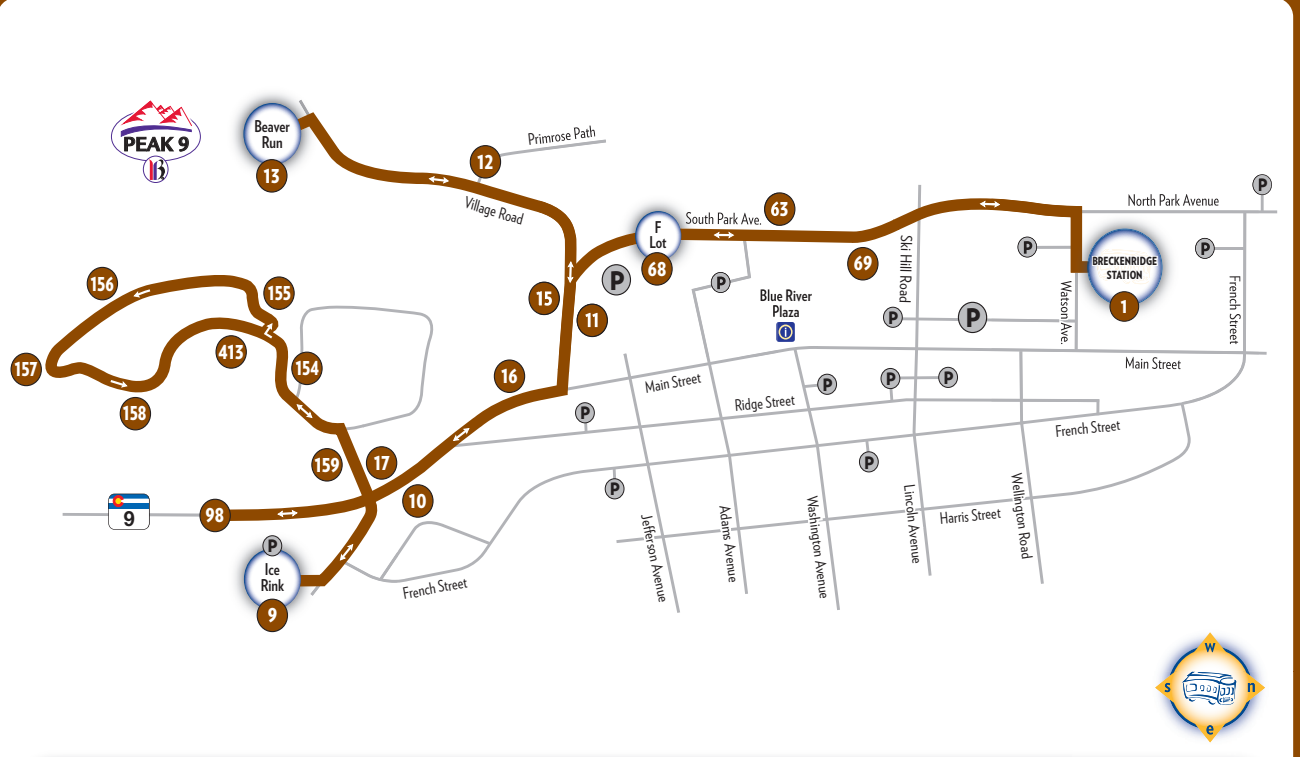 Beaver
Run
13
PEAK 9
B
12
Primrose Path
Village Road
F
Lot
68
South Park Ave.
63
69
P
North Park Avenue
P
P
P
BRECKENRIDGE
STATION
1
Ski Hill Road
Watson Ave.
French Street
156
155
15
11
P
Blue River
Plaza
i
P
P
157
413
154
158
16
Main Street
Main Street
P
P
P
Ridge Street
P
French Street
159
17
10
P
P
9
98
P
Ice
Rink
9
French Street
Jefferson Avenue
Adams Avenue
Washington Avenue
Lincoln Avenue
Harris Street
Wellington Road
w
s
n
e